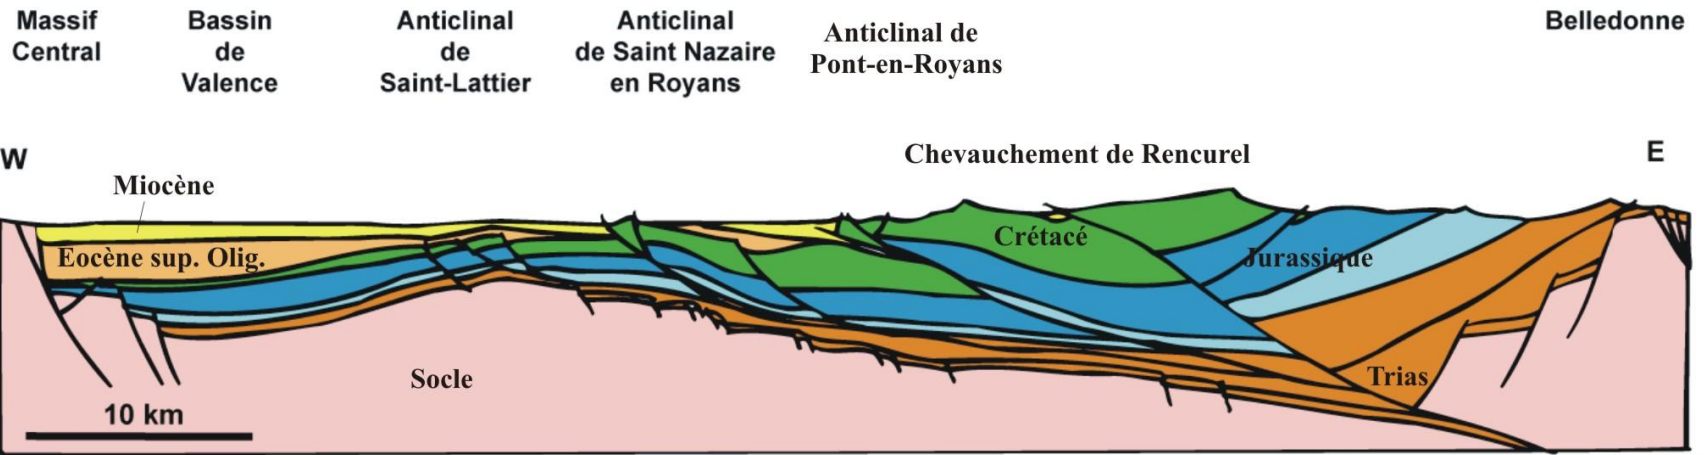 Massif
Central
Bassin
de
Valence
Anticlinal
de
Saint-Lattier
Anticlinal
de Saint Nazaire
en Royans
Anticlinal de
Pont-en-Royans
Belledonne
W
Chevauchement de Rencurel
E
Miocène
Crétacé
Eocène sup. Olig.
Jurassique
Socle
Trias
10 km